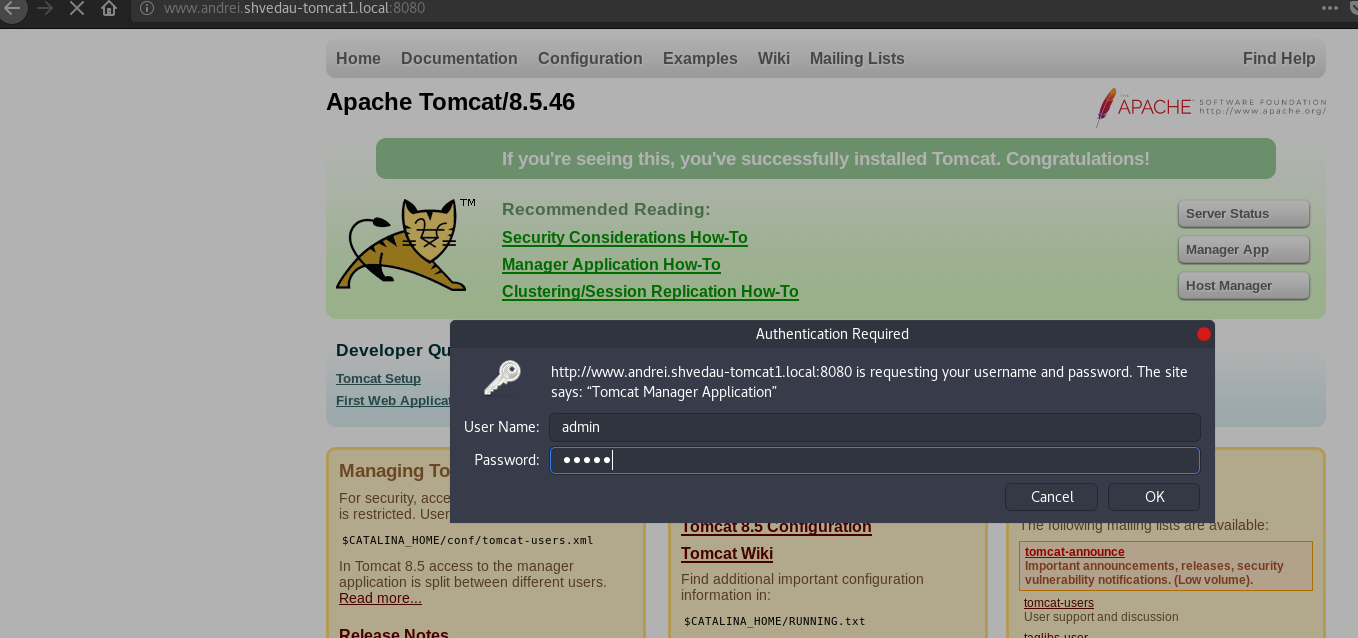 www.andrei.shvedau-tomcat1.local:8080
Home Documentation Configuration Examples Wiki Mailing Lists Find Help
Apache Tomcat/8.5.46
THE
APACHE SOFTWARE FOUNDATION
http://www.apache.org/
If you're seeing this, you've successfully installed Tomcat. Congratulations!
TM
Recommended Reading:
Security Considerations How-To
Manager Application How-To
Clustering/Session Replication How-To
Server Status
Manager App
Host Manager
Developer Qu
Tomcat Setup
First Web Applicat
Authentication Required
http://www.andrei.shvedau-tomcat1.local:8080 is requesting your username and password. The site
says: “Tomcat Manager Application”
User Name: admin
Password: •••••
Cancel OK
Managing To
For security, acce
is restricted. User
$CATALINA_HOME/conf/tomcat-users.xml
In Tomcat 8.5 access to the manager
application is split between different users.
Read more...
Release Notes
Tomcat 8.5 Configuration
Tomcat Wiki
Find additional important configuration
information in:
$CATALINA_HOME/RUNNING.txt
The following mailing lists are available:
tomcat-announce
Important announcements, releases, security
vulnerability notifications. (Low volume).
tomcat-users
User support and discussion
taglibs-user